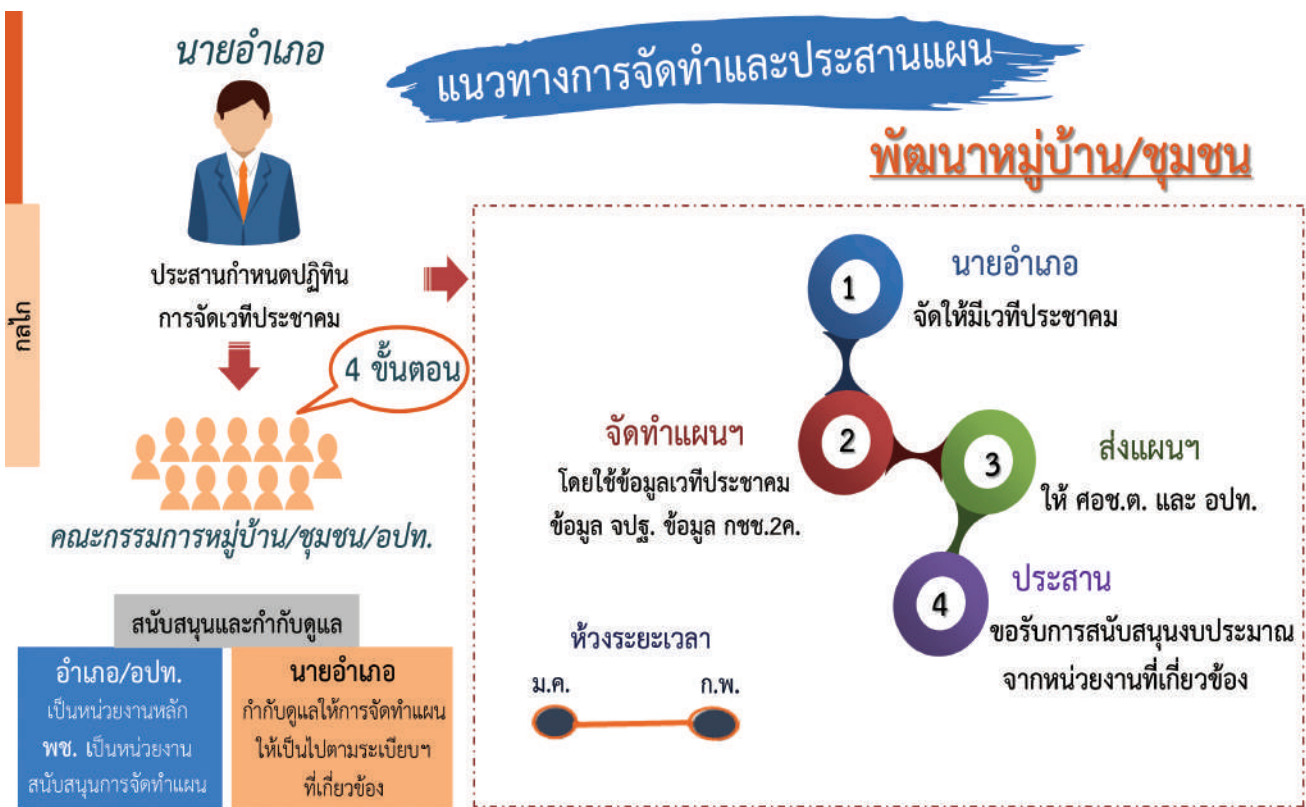 แนวทางการจัดทำและประสานแผน
พัฒนาหมู่บ้าน/ชุมชน
กลไก
นายอำเภอ
ประสานกำหนดปฏิทิน
การจัดเวทีประชาคม
4 ขั้นตอน
คณะกรรมการหมู่บ้าน/ชุมชน/อปท.
สนับสนุนและกำกับดูแล
อำเภอ/อปท.
เป็นหน่วยงานหลัก
พช. เป็นหน่วยงาน
สนับสนุนการจัดทำแผน
นายอำเภอ
กำกับดูแลให้การจัดทำแผน
ให้เป็นไปตามระเบียบฯ
ที่เกี่ยวข้อง
1
นายอำเภอ
จัดให้มีเวทีประชาคม
2
จัดทำแผนฯ
โดยใช้ข้อมูลเวทีประชาคม
ข้อมูล จปฐ. ข้อมูล กชช.2ค.
3
ส่งแผนฯ
ให้ ศอช.ต. และ อปท.
4
ประสาน
ขอรับการสนับสนุนงบประมาณ
จากหน่วยงานที่เกี่ยวข้อง
ห้วงระยะเวลา
ม.ค. ก.พ.